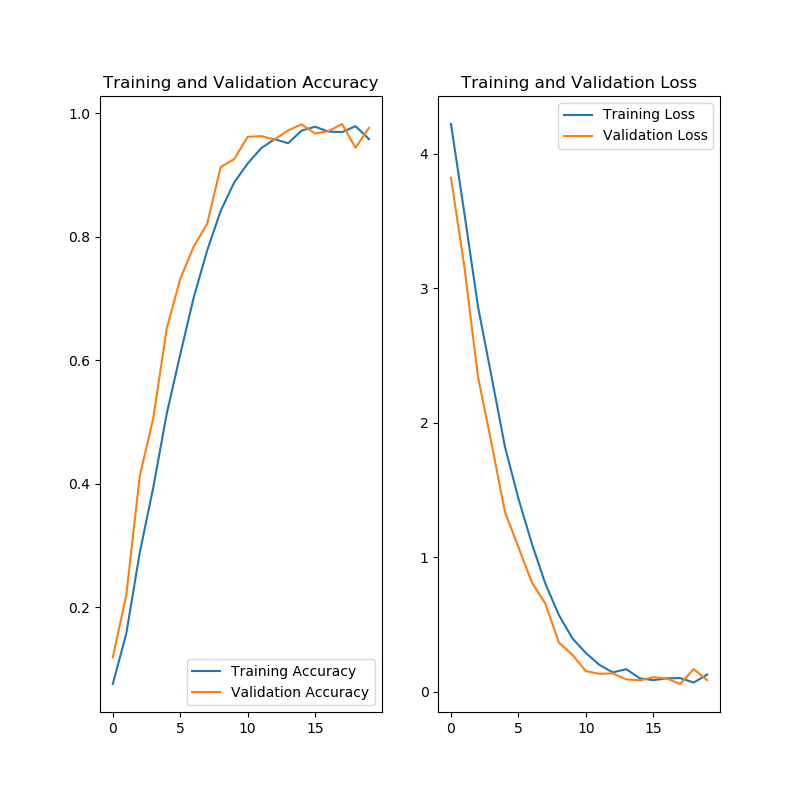 Training and Validation Accuracy
1.0
0.8
0.6
0.4
0.2
0 5 10 15
Training Accuracy
Validation Accuracy
Training and Validation Loss
Training Loss
Validation Loss
4
3
2
1
0
0 5 10 15